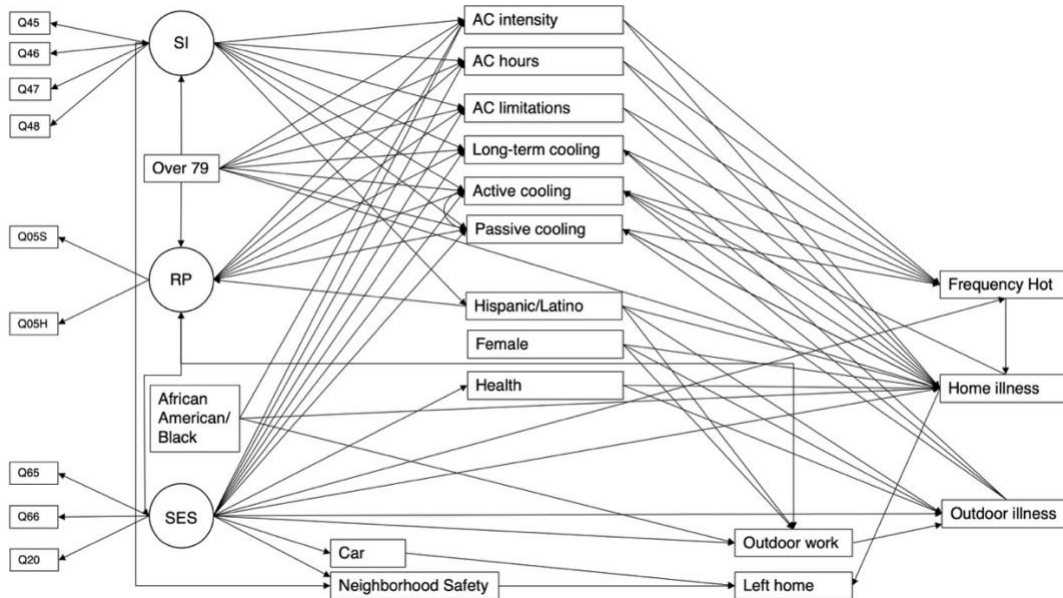 Q45
Q46
Q47
Q48
SI
Over 79
Q05S
Q05H
RP
African
American/
Black
Q65
Q66
Q20
SES
AC intensity
AC hours
AC limitations
Long-term cooling
Active cooling
Passive cooling
Hispanic/Latino
Female
Health
Car
Neighborhood Safety
Outdoor work
Left home
Frequency Hot
Home illness
Outdoor illness